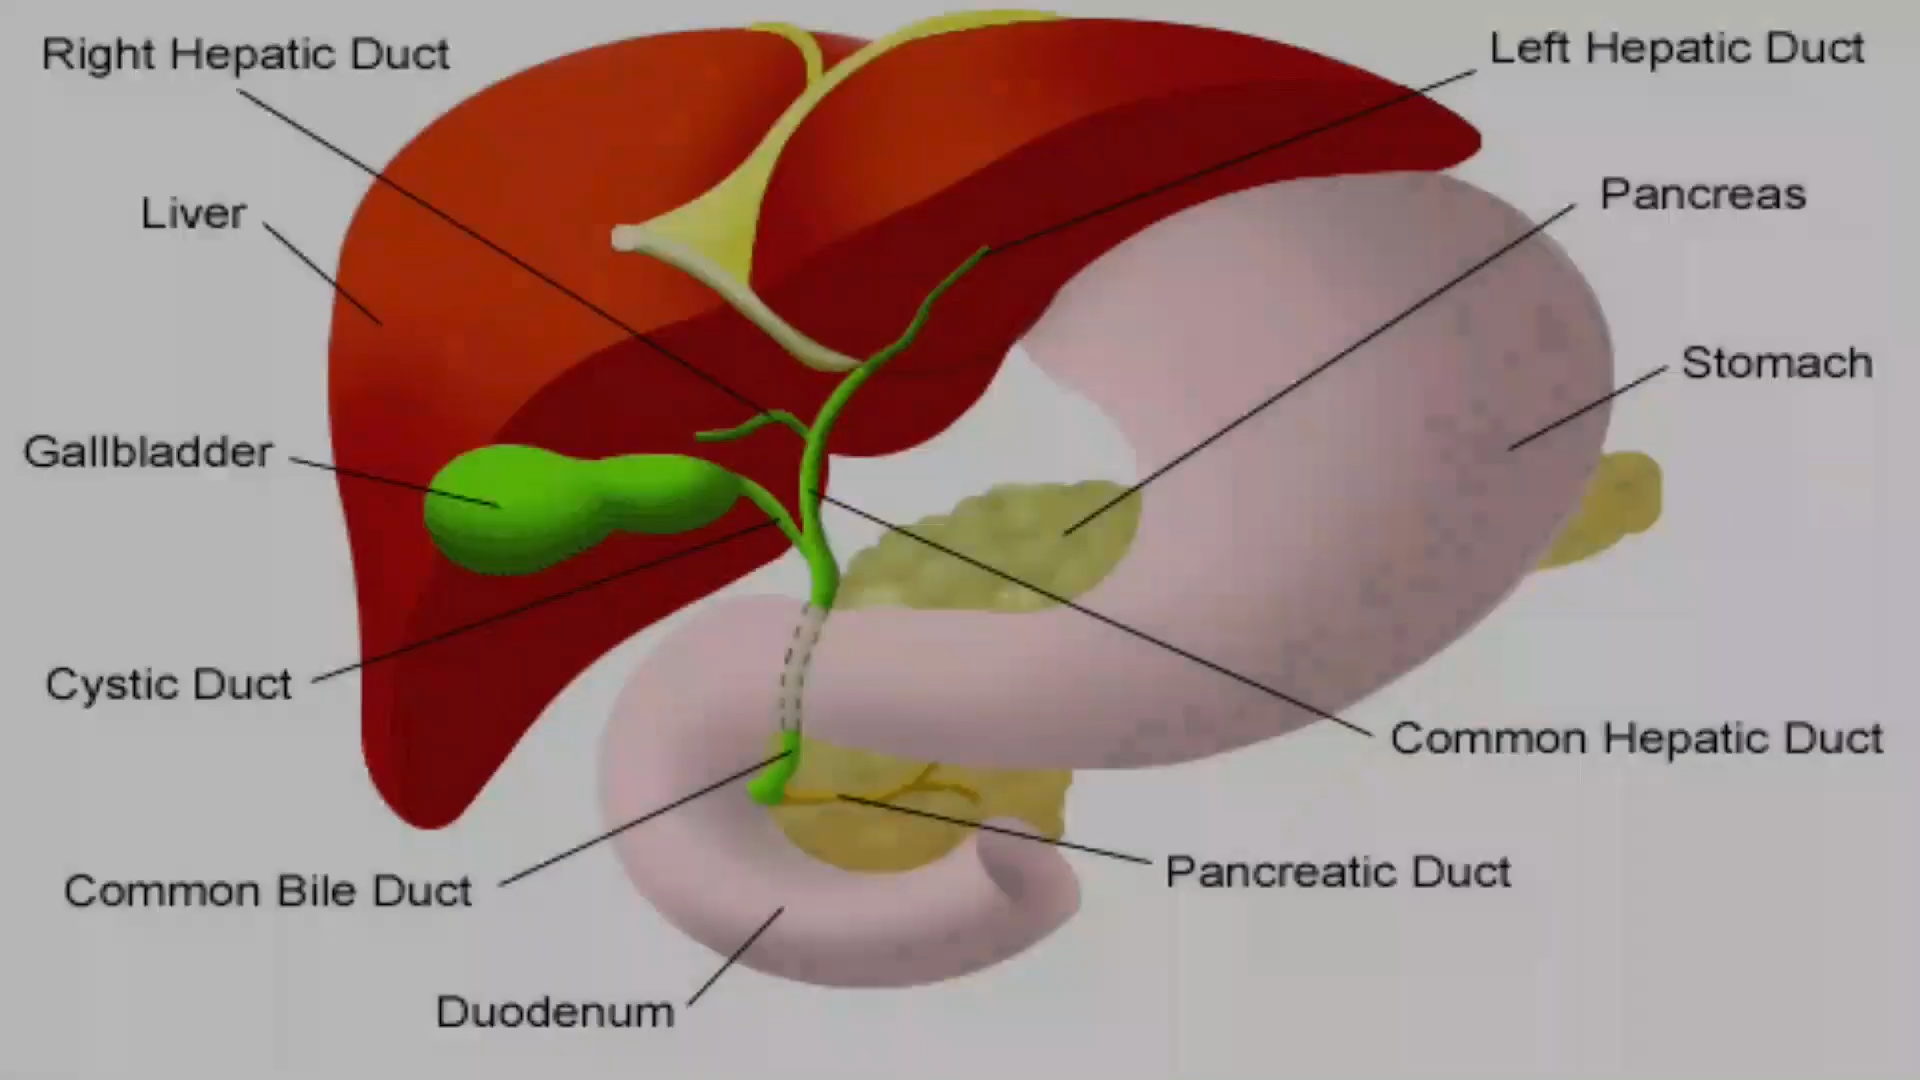 Right Hepatic Duct
Left Hepatic Duct
Liver
Pancreas
Stomach
Gallbladder
Cystic Duct
Common Hepatic Duct
Common Bile Duct
Pancreatic Duct
Duodenum